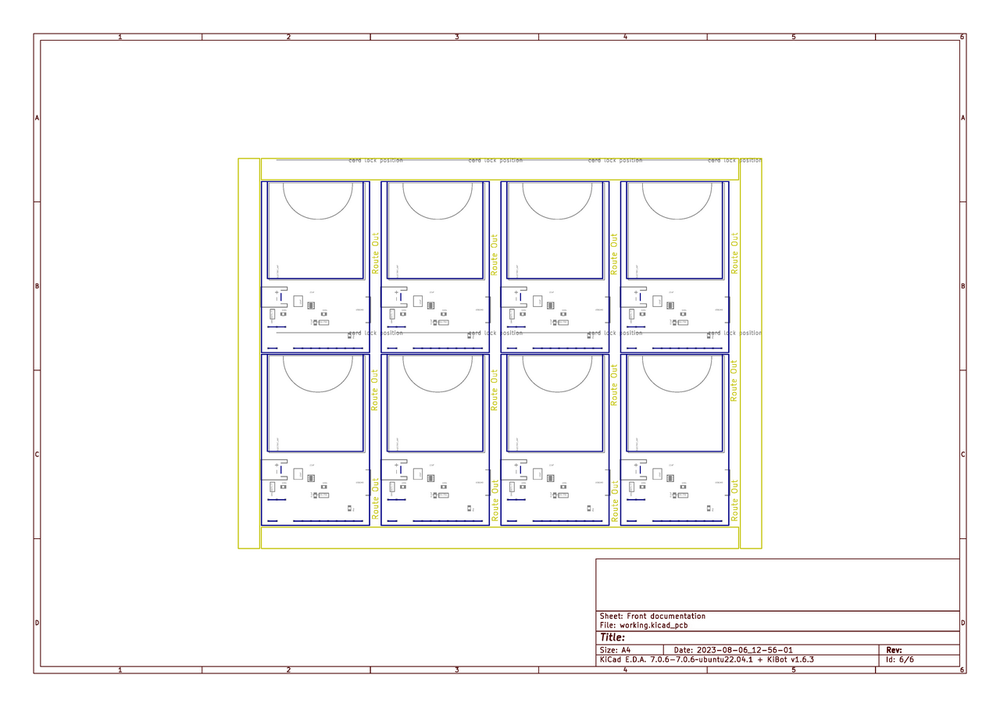 1 2 3 4 5 6
card lock position card lock position card lock position card lock position
A A
Route Out Route Out Route Out Route Out
B B
card lock position card lock position card lock position card lock position
Route Out Route Out Route Out Route Out
C C
Route Out Route Out Route Out Route Out
Sheet: Front documentation
File: working.kicad_pcb
D D
Title:
Size: A4 Date: 2023-08-06_12-56-01 Rev:
KiCad E.D.A. 7.0.6-7.0.6-ubuntu22.04.1 + KiBot v1.6.3 Id: 6/6
1 2 3 4 5 6